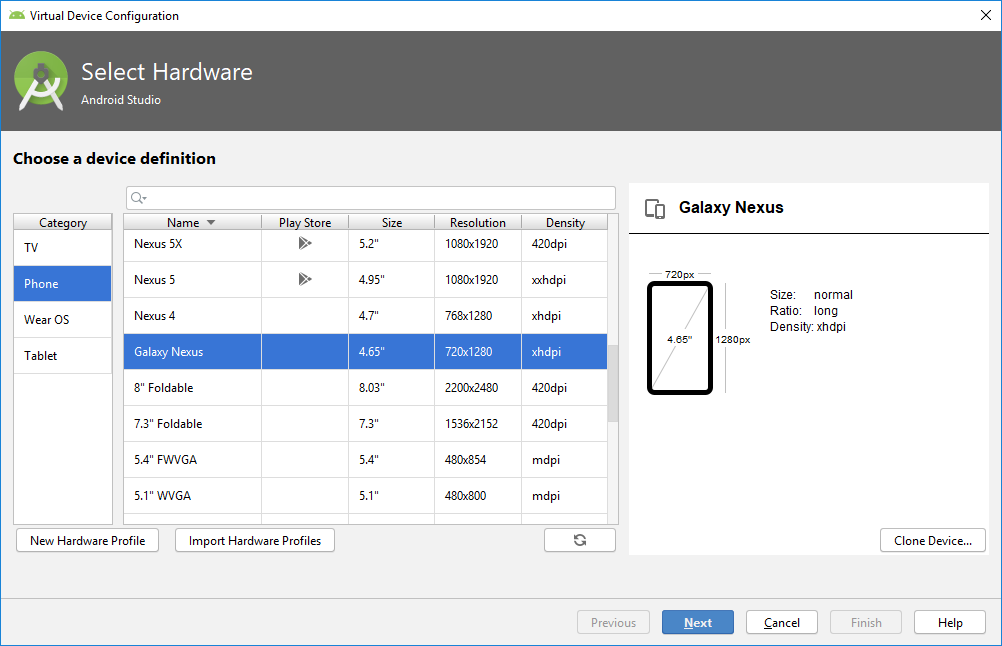 Virtual Device Configuration
Select Hardware
Android Studio
Choose a device definition
Category
TV
Phone
Wear OS
Tablet
Name Play Store Size Resolution Density
Nexus 5X 5.2" 1080x1920 420dpi
Nexus 5 4.95" 1080x1920 xxhdpi
Nexus 4 4.7" 768x1280 xhdpi
Galaxy Nexus 4.65" 720x1280 xhdpi
8" Foldable 8.03" 2200x2480 420dpi
7.3" Foldable 7.3" 1536x2152 420dpi
5.4" FWVGA 5.4" 480x854 mdpi
5.1" WVGA 5.1" 480x800 mdpi
New Hardware Profile Import Hardware Profiles
Galaxy Nexus
720px
4.65"
1280px
Size: normal
Ratio: long
Density: xhdpi
Clone Device...
Previous Next Cancel Finish Help